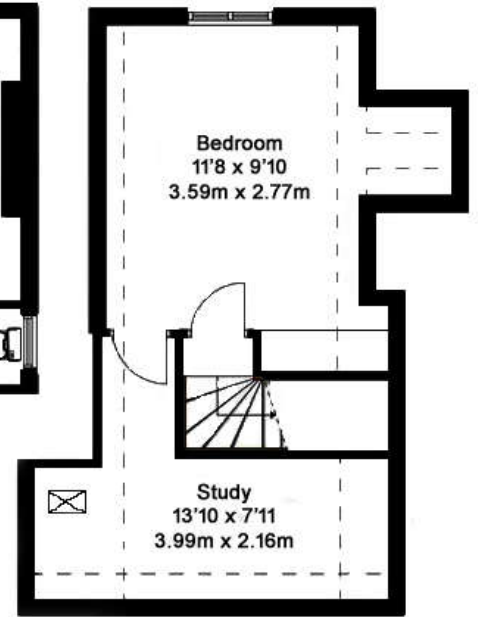 Bedroom
11'8 x 9'10
3.59m x 2.77m
Study
13'10 x 7'11
3.99m x 2.16m